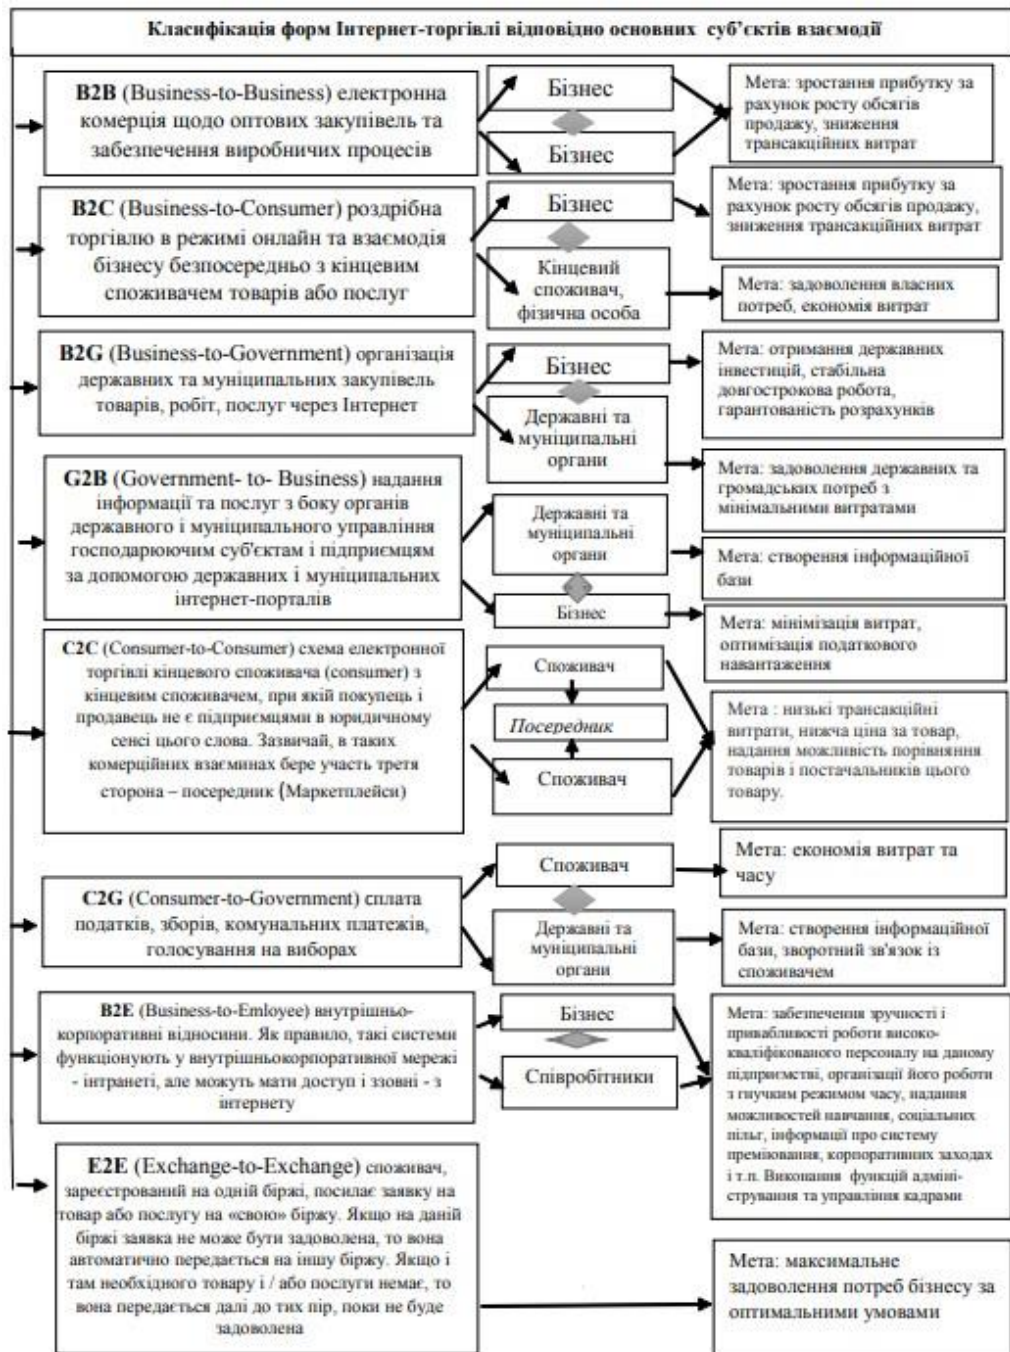 Класифікація форм Інтернет-торгівлі відповідно основних суб'єктів взаємодії
B2B (Business-to-Business) електронна
комерція щодо оптових закупівель та
забезпечення виробничих процесів
Бізнес
Бізнес
Мета: зростання прибутку за
рахунок росту обсягів
продажу, зниження
трансакційних витрат
B2C (Business-to-Consumer) роздрібна
торгівлю в режимі онлайн та взаємодія
бізнесу безпосередньо з кінцевим
споживачем товарів або послуг
Бізнес
Кінцевий
споживач,
фізична особа
Мета: зростання прибутку за
рахунок росту обсягів продажу,
зниження трансакційних витрат
Мета: задоволення власних
потреб, економія витрат
B2G (Business-to-Government) організація
державних та муніципальних закупівель
товарів, робіт, послуг через Інтернет
Бізнес
Державні та
муніципальні
органи
Мета: отримання державних
інвестицій, стабільна
довгострокова робота,
гарантованість розрахунків
Мета: задоволення державних та
громадських потреб з
мінімальними витратами
G2B (Government- to- Business) надання
інформації та послуг з боку органів
державного і муніципального управління
господарюючим суб'єктам і підприємцям
за допомогою державних і муніципальних
інтернет-порталів
Державні та
муніципальні
органи
Бізнес
Мета: створення інформаційної
бази
Мета: мінімізація витрат,
оптимізація податкового
навантаження
C2C (Consumer-to-Consumer) схема електронної
торгівлі кінцевого споживача (consumer) з
кінцевим споживачем, при якій покупець і
продавець не є підприємцями в юридичному
сенсі цього слова. Зазвичай, в таких
комерційних взаєминах бере участь третя
сторона – посередник (Маркетплейси)
Споживач
Посередник
Споживач
Мета : низькі трансакційні
витрати, нижча ціна за товар,
надання можливість порівняння
товарів і постачальників цього
товару.
C2G (Consumer-to-Government) сплата
податків, зборів, комунальних платежів,
голосування на виборах
Споживач
Державні та
муніципальні
органи
Мета: економія витрат та
часу
Мета: створення інформаційної
бази, зворотний зв'язок із
споживачем
B2E (Business-to-Emloyee) внутрішньо-
корпоративні відносини. Як правило, такі системи
функціонують у внутрішньокорпоративної мережі
- інтранеті, але можуть мати доступ і ззовні - з
інтернету
Бізнес
Співробітники
Мета: забезпечення зручності і
привабливості роботи високо-
кваліфікованого персоналу на даному
підприємстві, організації його роботи
з гнучким режимом часу, надання
можливостей навчання, соціальних
пільг, інформації про систему
преміювання, корпоративних заходах
і т.п. Виконання функцій адміні-
стрування та управління кадрами
E2E (Exchange-to-Exchange) споживач,
зареєстрований на одній біржі, посилає заявку на
товар або послугу на «свою» біржу. Якщо на даній
біржі заявка не може бути задоволена, то вона
автоматично передається на іншу біржу. Якщо і
там необхідного товару і / або послуги немає, то
вона передається далі до тих пір, поки не буде
задоволена
Мета: максимальне
задоволення потреб бізнесу за
оптимальними умовами